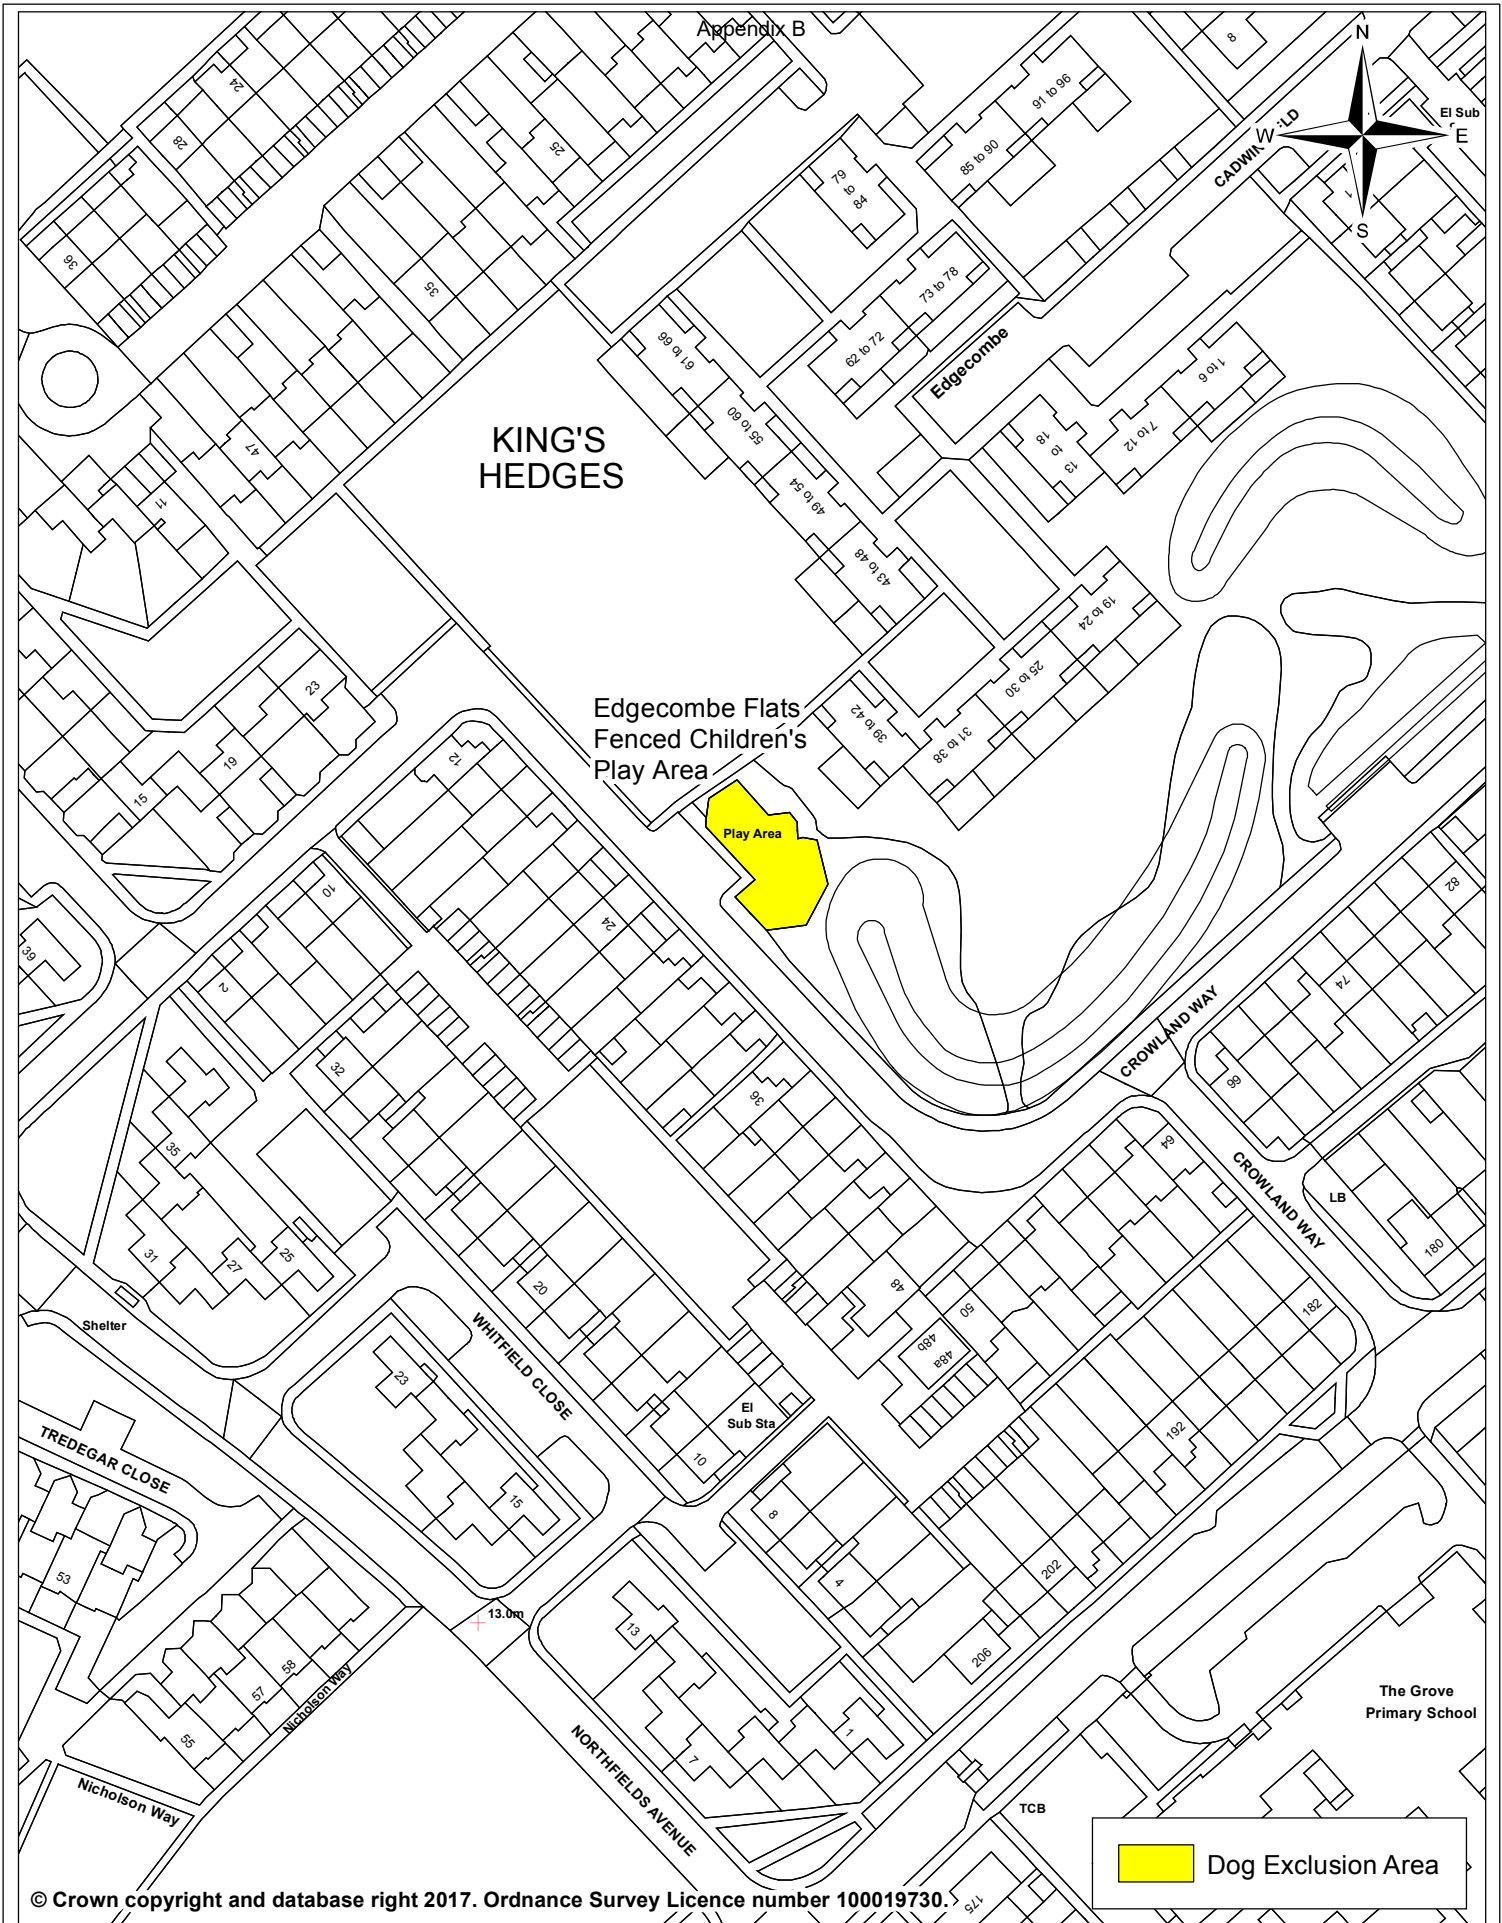 Appendix B
N
8
El Sub
W
E
S
CADWIN
LD
91 to 96
85 to 90
24
28
25
36
35
79
to
84
73 to 78
62 to 72
61 to 66
Edgecombe
1 to 6
7 to 12
18
to
13
55 to 60
KING'S
HEDGES
47
11
49 to 54
43 to 48
19 to 24
25 to 30
31 to 38
39 to 42
23
19
15
12
Edgecombe Flats
Fenced Children's
Play Area
Play Area
10
2
39
24
82
74
66
CROWLAND WAY
32
36
35
31
27
25
64
CROWLAND WAY
LB
180
182
Shelter
20
48
50
48b
48a
WHITFIELD CLOSE
23
15
El
Sub Sta
10
192
TREDEGAR CLOSE
53
8
4
202
206
13.0m
13
7
1
58
57
55
Nicholson Way
Nicholson Way
NORTHFIELDS AVENUE
The Grove
Primary School
TCB
175
Dog Exclusion Area
© Crown copyright and database right 2017. Ordnance Survey Licence number 100019730.